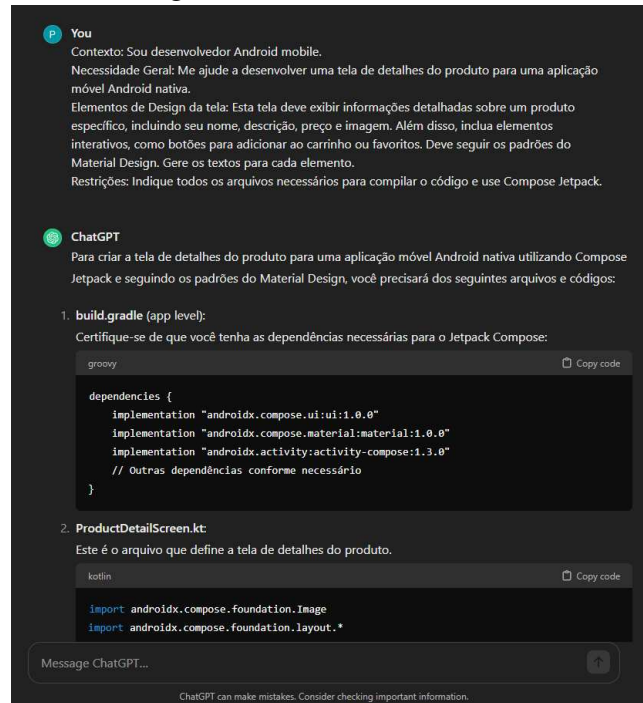 P You
Contexto: Sou desenvolvedor Android mobile.
Necessidade Geral: Me ajude a desenvolver uma tela de detalhes do produto para uma aplicação
móvel Android nativa.
Elementos de Design da tela: Esta tela deve exibir informações detalhadas sobre um produto
específico, incluindo seu nome, descrição, preço e imagem. Além disso, inclua elementos
interativos, como botões para adicionar ao carrinho ou favoritos. Deve seguir os padrões do
Material Design. Gere os textos para cada elemento.
Restrições: Indique todos os arquivos necessários para compilar o código e use Compose Jetpack.
ChatGPT
Para criar a tela de detalhes do produto para uma aplicação móvel Android nativa utilizando Compose
Jetpack e seguindo os padrões do Material Design, você precisará dos seguintes arquivos e códigos:
1. build.gradle (app level):
Certifique-se de que você tenha as dependências necessárias para o Jetpack Compose:
groovy Copy code
dependencies {
    implementation "androidx.compose.ui:ui:1.0.0"
    implementation "androidx.compose.material:material:1.0.0"
    implementation "androidx.activity:activity-compose:1.3.0"
    // Outras dependências conforme necessário
}
2. ProductDetailScreen.kt:
Este é o arquivo que define a tela de detalhes do produto.
kotlin Copy code
import androidx.compose.foundation.Image
import androidx.compose.foundation.layout.*
Message ChatGPT...
ChatGPT can make mistakes. Consider checking important information.